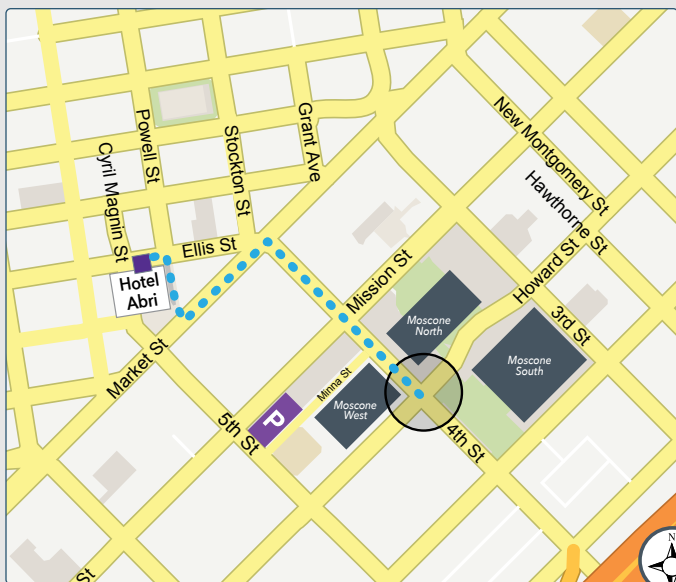 Powell St
Grant Ave
Stockton St
Cyril Magnin St
New Montgomery St
Hawthorne St
Ellis St
Hotel
Abri
Mission St
Howard St
3rd St
Moscone
North
Moscone
South
Market St
Minna St
Moscone
West
P
5th St
4th St
N
St